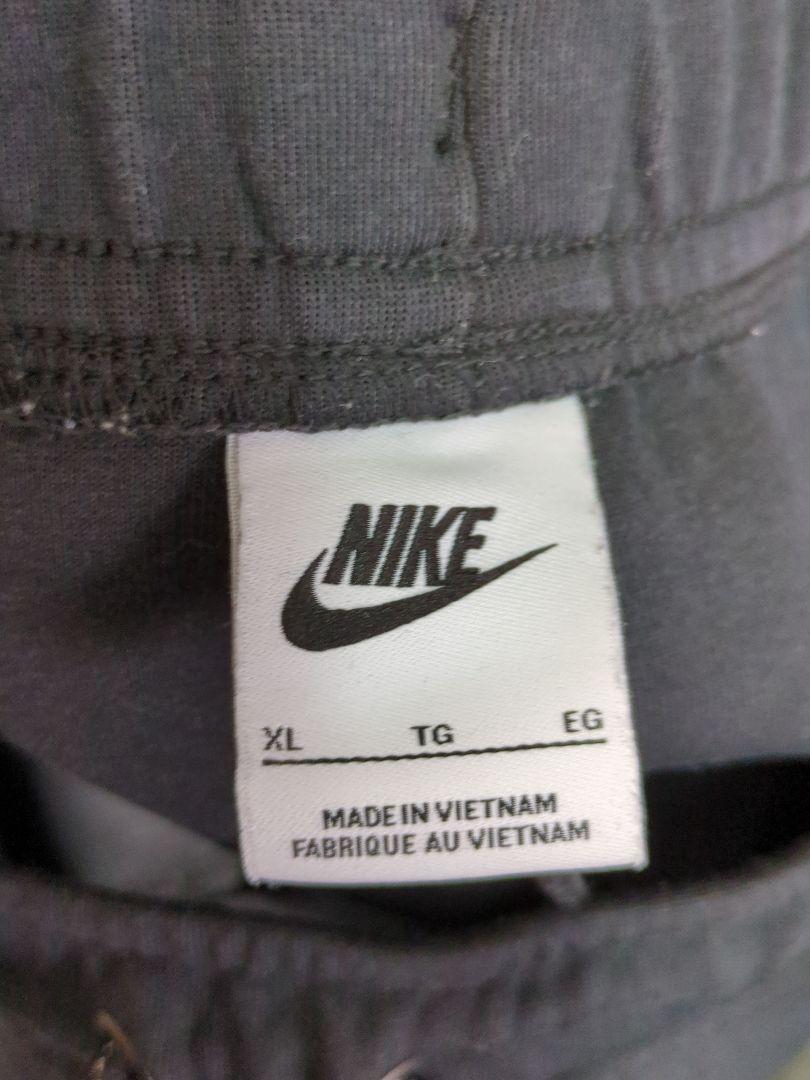 NIKE
XL TG EG
MADE IN VIETNAM
FABRIQUE AU VIETNAM